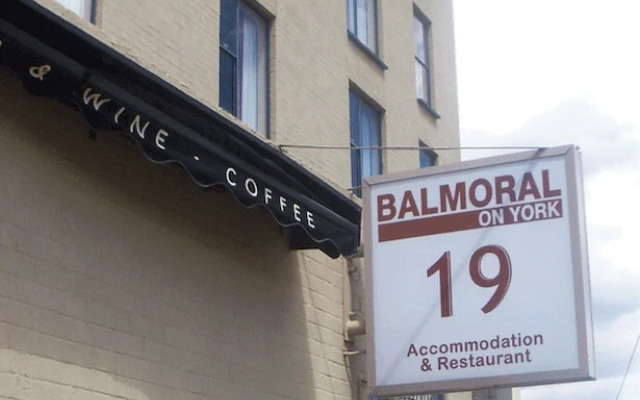 & WINE - COFFEE
BALMORAL
ON YORK
19
Accommodation
& Restaurant